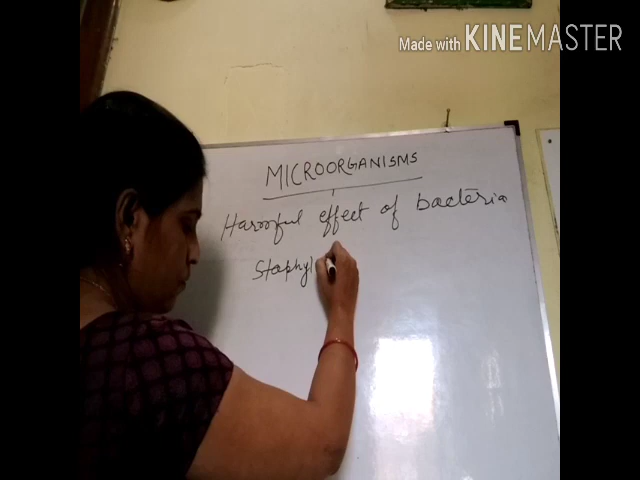 Made with KINEMASTER
MICROORGANISMS
Harmful effect of bacteria
Staphyl